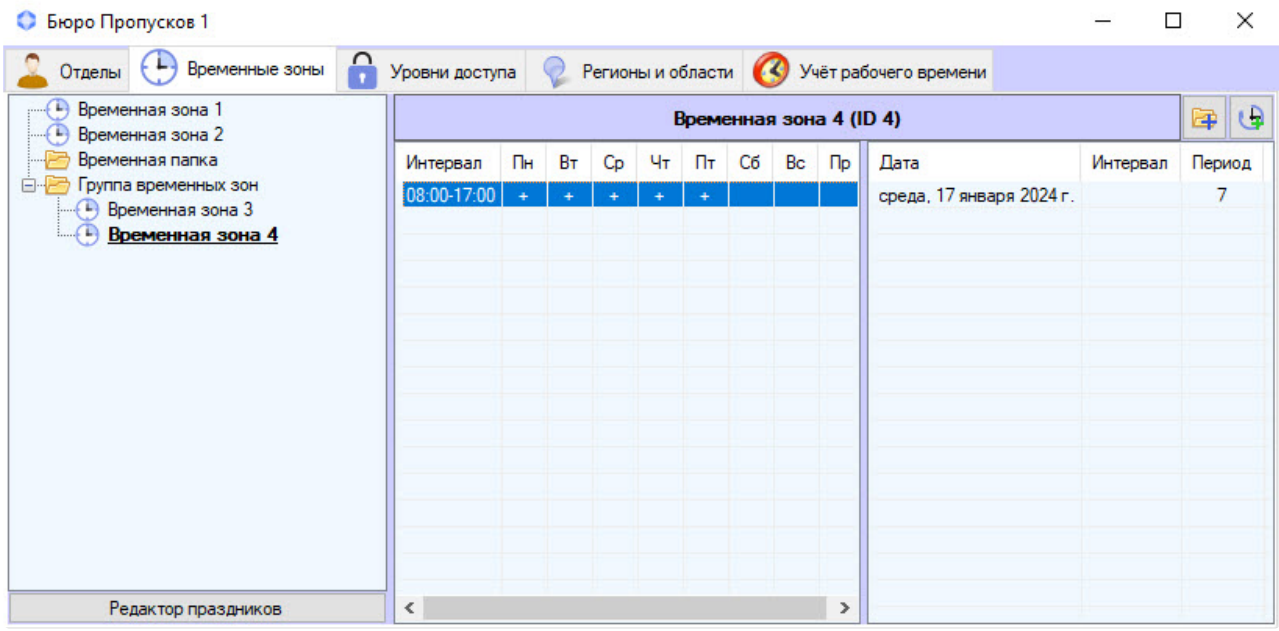 Бюро Пропусков 1
Отделы Временные зоны Уровни доступа Регионы и области Учёт рабочего времени
Временная зона 1
Временная зона 2
Временная папка
Группа временных зон
Временная зона 3
Временная зона 4
Редактор праздников
Временная зона 4 (ID 4)
Интервал Пн Вт Ср Чт Пт Сб Вс Пр
08:00-17:00 + + + + +
Дата Интервал Период
среда, 17 января 2024 г. 7